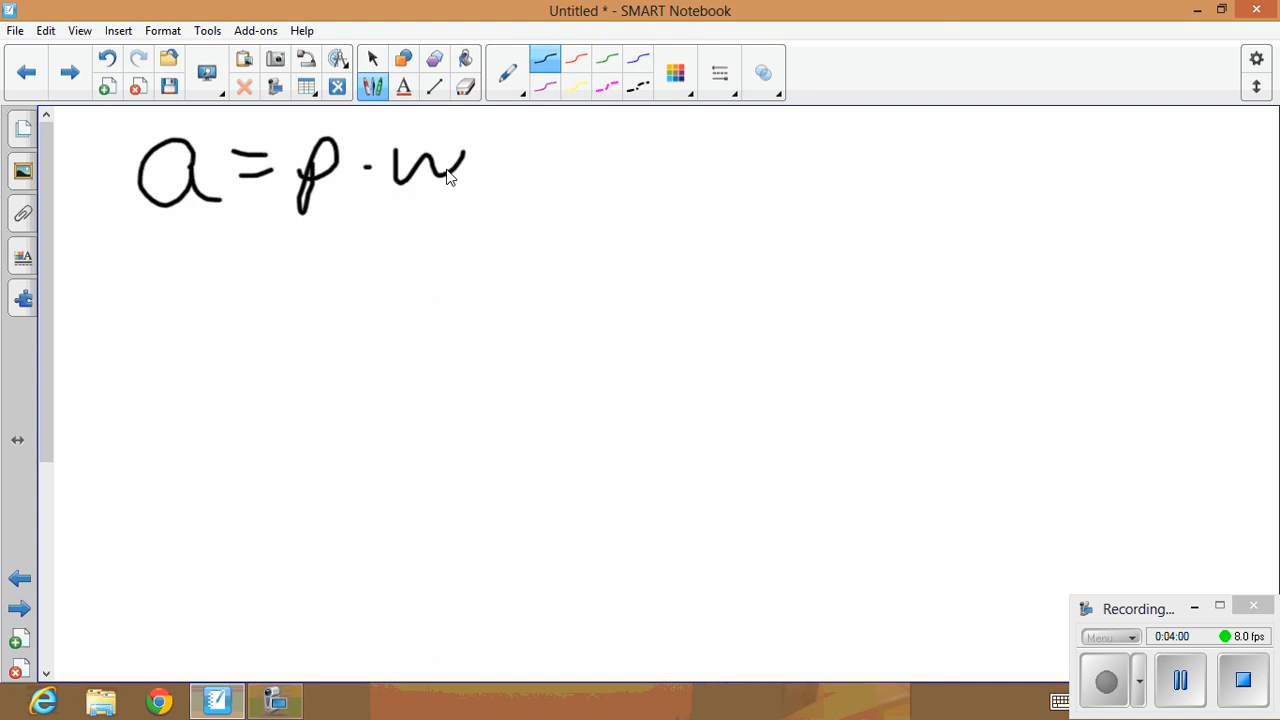 Untitled * - SMART Notebook
File Edit View Insert Format Tools Add-ons Help
a = p · w
Recording...
Menu 0:04:00 8.0 fps